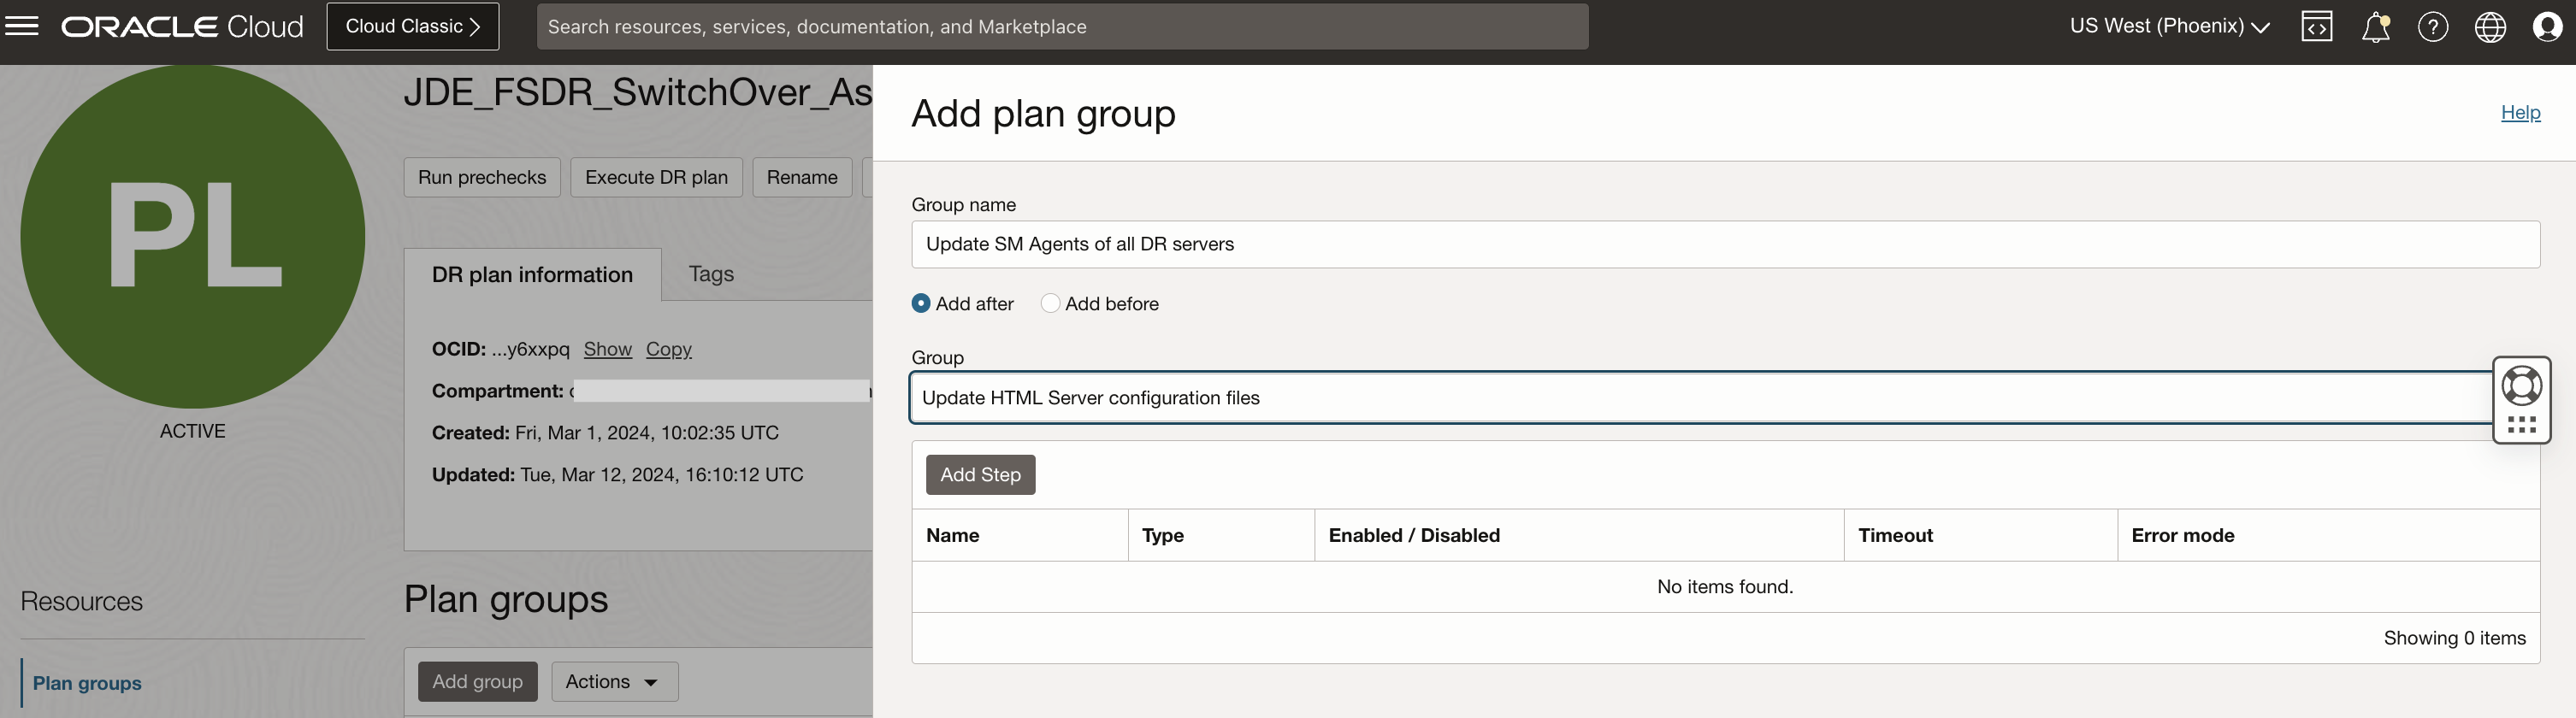 ORACLE Cloud
Cloud Classic
Search resources, services, documentation, and Marketplace
US West (Phoenix)
PL
ACTIVE
Resources
Plan groups
JDE_FSDR_SwitchOver_As
Run prechecks
Execute DR plan
Rename
DR plan information
Tags
OCID: ...y6xxpq Show Copy
Compartment:
Created: Fri, Mar 1, 2024, 10:02:35 UTC
Updated: Tue, Mar 12, 2024, 16:10:12 UTC
Plan groups
Add group
Actions
Add plan group
Help
Group name
Update SM Agents of all DR servers
Add after
Add before
Group
Update HTML Server configuration files
Add Step
Name Type Enabled / Disabled Timeout Error mode
No items found.
Showing 0 items